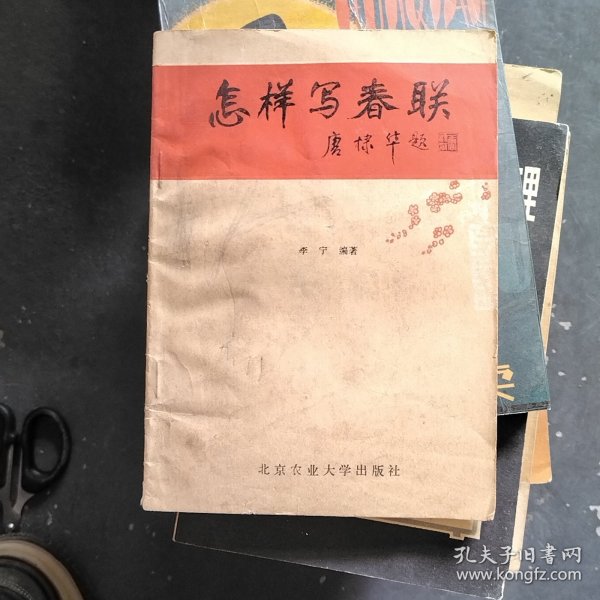 怎样写春联
唐棣华题
李宁 编著
北京农业大学出版社
理
孔夫子旧书网
www.kongfz.com